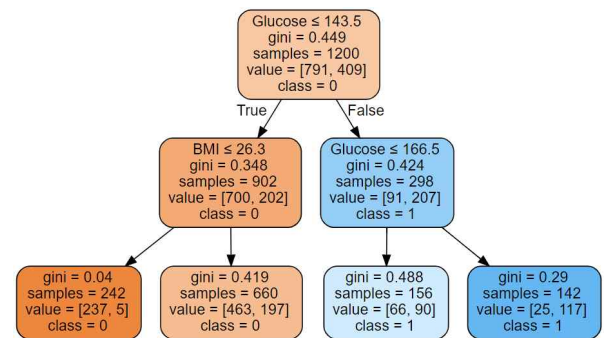 Glucose ≤ 143.5
gini = 0.449
samples = 1200
value = [791, 409]
class = 0
True
False
BMI ≤ 26.3
gini = 0.348
samples = 902
value = [700, 202]
class = 0
Glucose ≤ 166.5
gini = 0.424
samples = 298
value = [91, 207]
class = 1
gini = 0.04
samples = 242
value = [237, 5]
class = 0
gini = 0.419
samples = 660
value = [463, 197]
class = 0
gini = 0.488
samples = 156
value = [66, 90]
class = 1
gini = 0.29
samples = 142
value = [25, 117]
class = 1